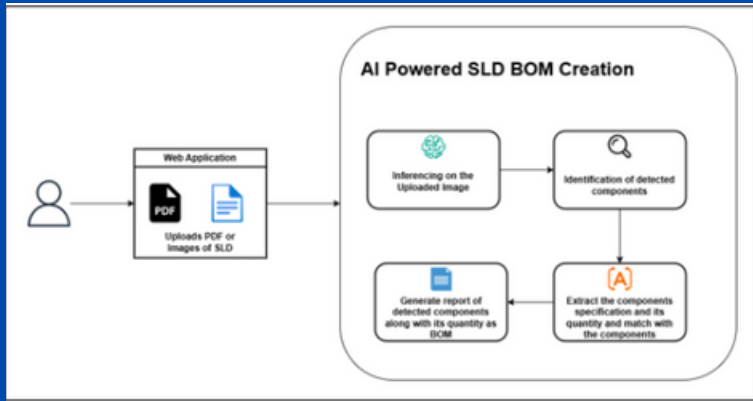 AI Powered SLD BOM Creation
Web Application
PDF
Uploads PDF or
Images of SLD
Inferencing on the
Uploaded Image
Identification of detected
components
[A]
Extract the components
specification and its
quantity and match with
the components
Generate report of
detected components
along with its quantity as
BOM